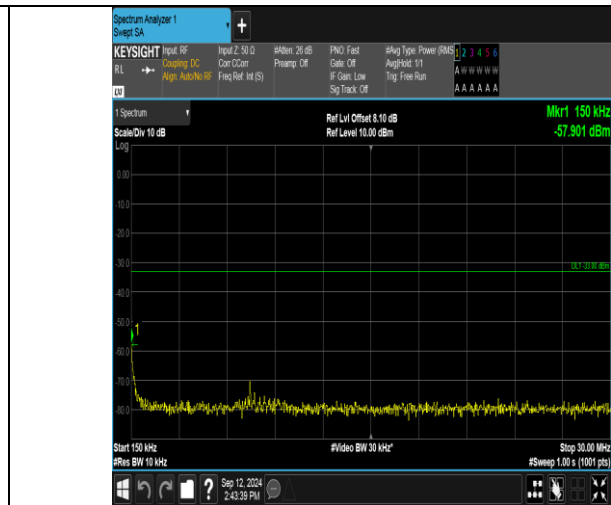 Spectrum Analyzer 1
Swept SA
+
KEYSIGHT Input: RF Input Z: 50 Ω #Atten: 26 dB PNO: Fast #Avg Type: Power (RMS 1 2 3 4 5 6
RL Coupling: DC Corr CCorr Preamp: Off Gate: Off Avg|Hold: 1/1 A W W W W W
Align: Auto/No RF Freq Ref: Int (S) IF Gain: Low Trig: Free Run
Sig Track: Off A A A A A A
LXI
1 Spectrum Ref Lvl Offset 8.10 dB Mkr1 150 kHz
Scale/Div 10 dB Ref Level 10.00 dBm -57.901 dBm
Log
0.00
-10.0
-20.0
-30.0
DL1 -33.00 dBm
-40.0
-50.0
1
-60.0
-70.0
-80.0
Start 150 kHz #Video BW 30 kHz* Stop 30.00 MHz
#Res BW 10 kHz #Sweep 1.00 s (1001 pts)
? Sep 12, 2024
2:43:39 PM